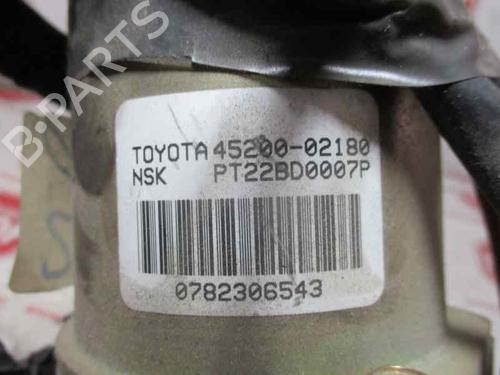 B-PARTS
TOYOTA 45200-02180
NSK PT22BD0007P
0782306543